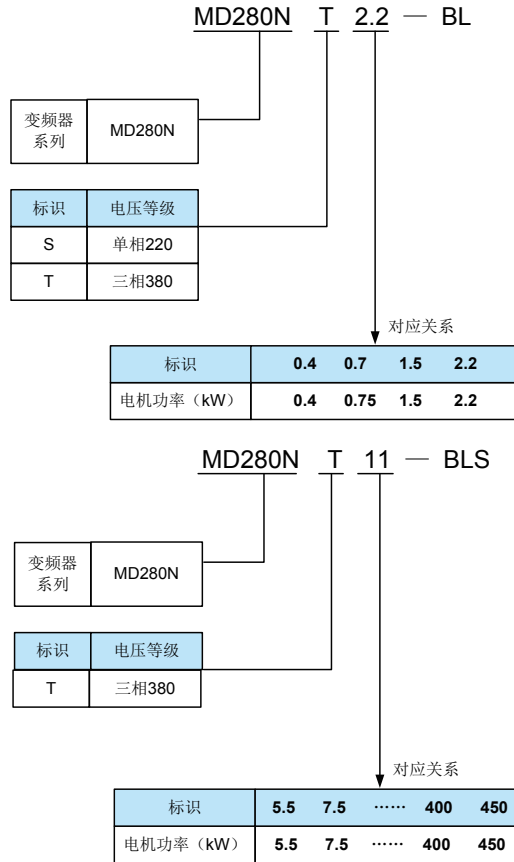 MD280N T 2.2 — BL
变频器
系列
MD280N
标识 电压等级
S 单相220
T 三相380
对应关系
标识 0.4 0.7 1.5 2.2
电机功率（kW） 0.4 0.75 1.5 2.2
MD280N T 11 — BLS
变频器
系列
MD280N
标识 电压等级
T 三相380
对应关系
标识 5.5 7.5 …… 400 450
电机功率（kW） 5.5 7.5 …… 400 450